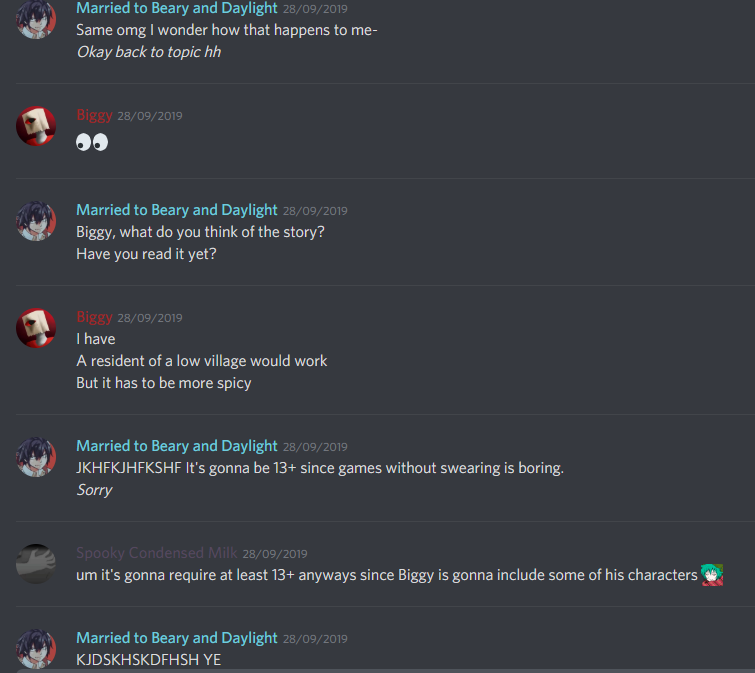 Married to Beary and Daylight 28/09/2019
Same omg I wonder how that happens to me-
Okay back to topic hh
Biggy 28/09/2019
Married to Beary and Daylight 28/09/2019
Biggy, what do you think of the story?
Have you read it yet?
Biggy 28/09/2019
I have
A resident of a low village would work
But it has to be more spicy
Married to Beary and Daylight 28/09/2019
JKHFKJHFKSHF It's gonna be 13+ since games without swearing is boring.
Sorry
Spooky Condensed Milk 28/09/2019
um it's gonna require at least 13+ anyways since Biggy is gonna include some of his characters
Married to Beary and Daylight 28/09/2019
KJDSKHSKDFHSH YE